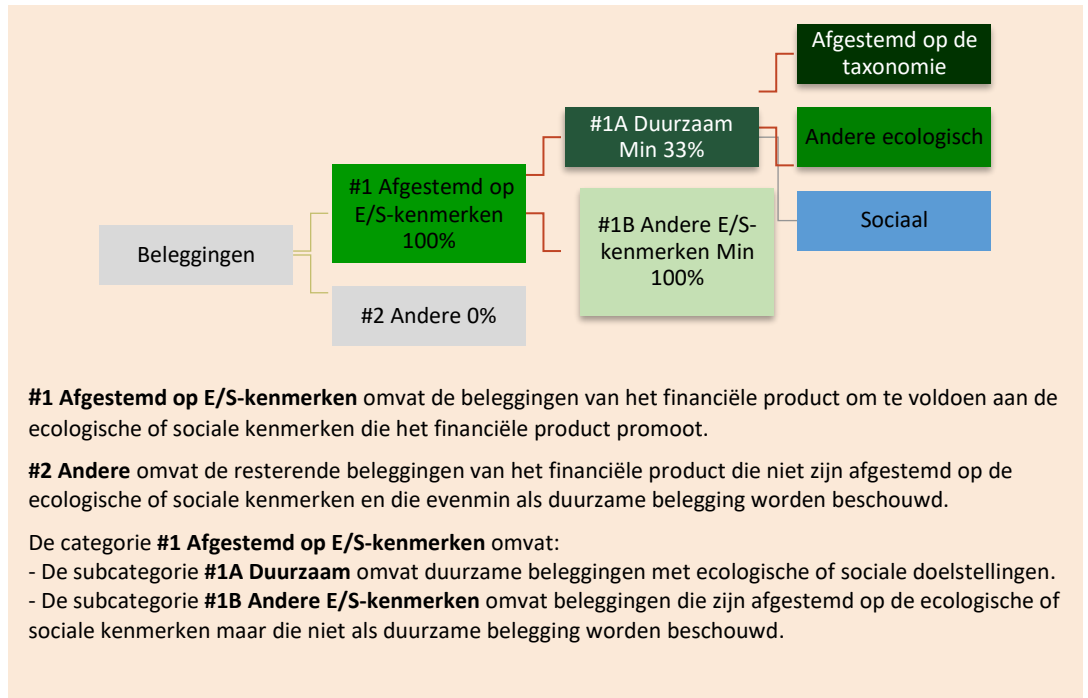 Afgestemd op de
taxonomie
#1A Duurzaam
Min 33%
Andere ecologisch
#1 Afgestemd op
E/S-kenmerken
100%
#1B Andere E/S-
kenmerken Min
100%
Sociaal
Beleggingen
#2 Andere 0%
#1 Afgestemd op E/S-kenmerken omvat de beleggingen van het financiële product om te voldoen aan de
ecologische of sociale kenmerken die het financiële product promoot.
#2 Andere omvat de resterende beleggingen van het financiële product die niet zijn afgestemd op de
ecologische of sociale kenmerken en die evenmin als duurzame belegging worden beschouwd.
De categorie #1 Afgestemd op E/S-kenmerken omvat:
- De subcategorie #1A Duurzaam omvat duurzame beleggingen met ecologische of sociale doelstellingen.
- De subcategorie #1B Andere E/S-kenmerken omvat beleggingen die zijn afgestemd op de ecologische of
sociale kenmerken maar die niet als duurzame belegging worden beschouwd.